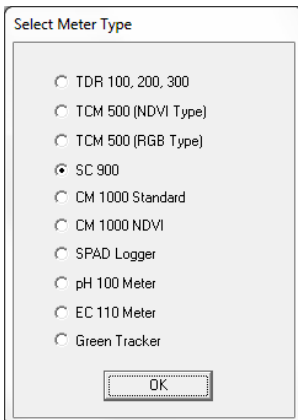 Select Meter Type
TDR 100, 200, 300
TCM 500 (NDVI Type)
TCM 500 (RGB Type)
SC 900
CM 1000 Standard
CM 1000 NDVI
SPAD Logger
pH 100 Meter
EC 110 Meter
Green Tracker
OK